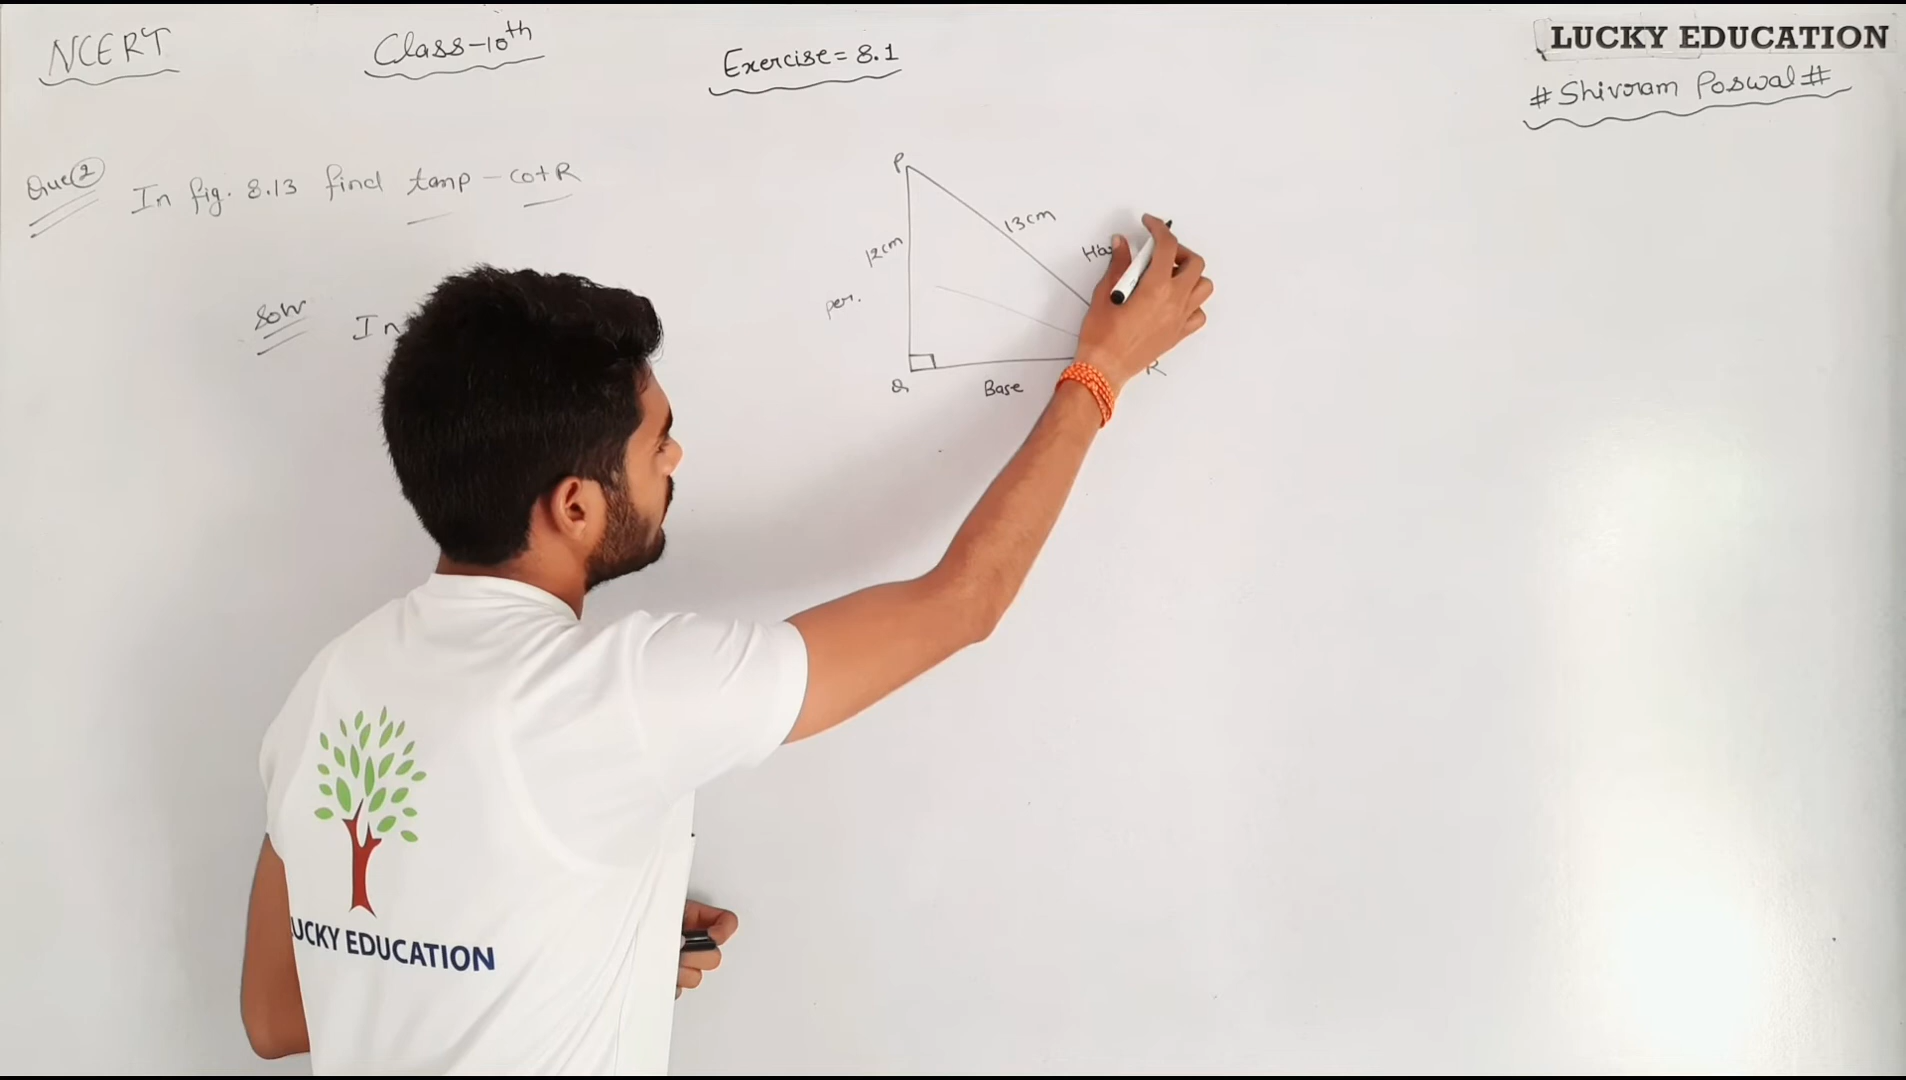 NCERT
Class-10th
Exercise = 8.1
LUCKY EDUCATION
#Shivram Poswal#
Que(2) In fig. 8.13 find tanp - cotR
Soln In
P
13cm
12cm
per.
Q
Base
R
UCKY EDUCATION